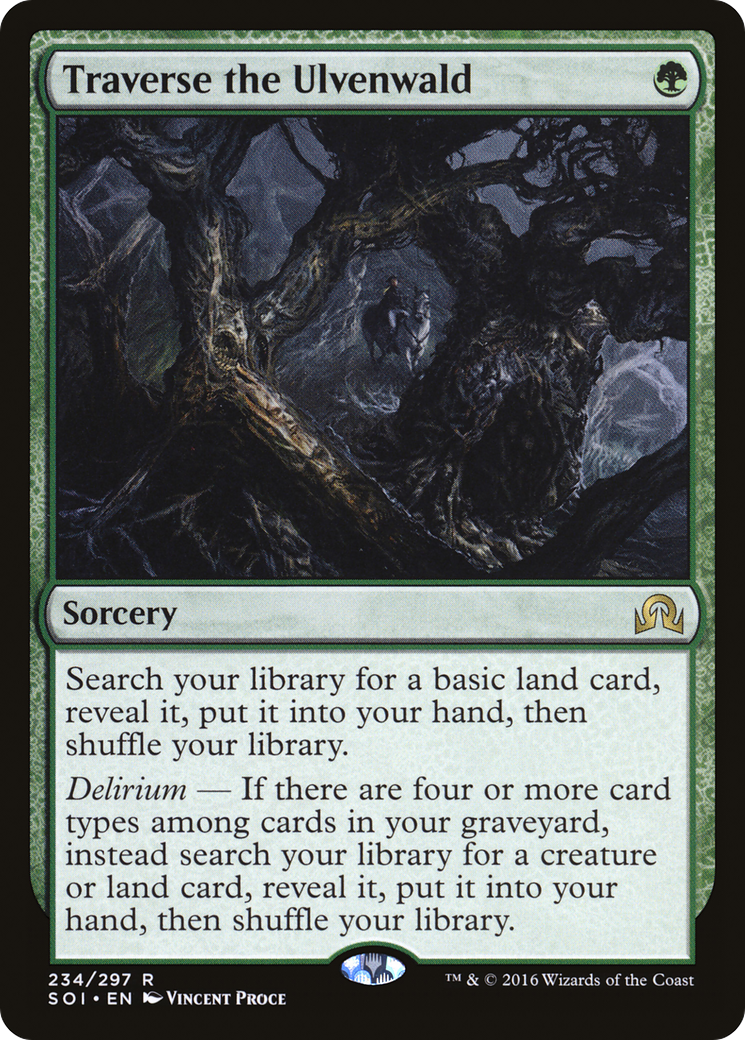 Traverse the Ulvenwald
Sorcery
Search your library for a basic land card,
reveal it, put it into your hand, then
shuffle your library.
Delirium — If there are four or more card
types among cards in your graveyard,
instead search your library for a creature
or land card, reveal it, put it into your
hand, then shuffle your library.
234/297 R
SOI • EN Vincent Proce
™ & © 2016 Wizards of the Coast